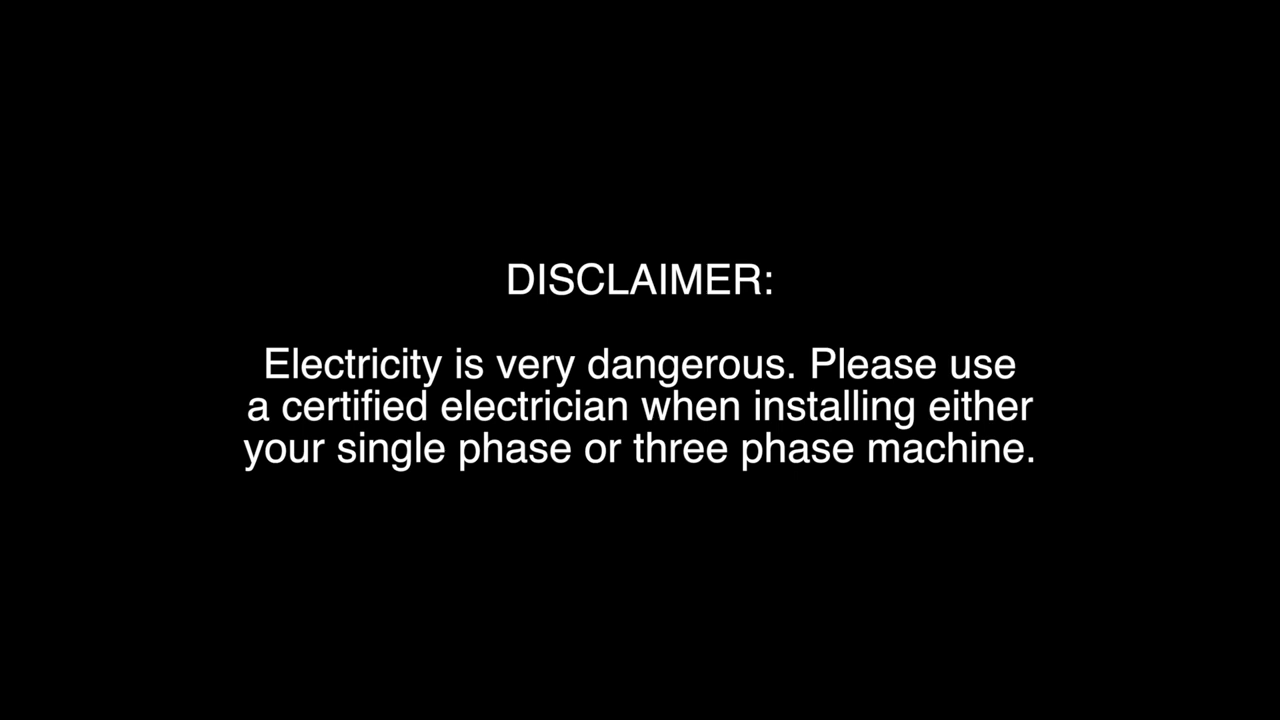 DISCLAIMER:
Electricity is very dangerous. Please use
a certified electrician when installing either
your single phase or three phase machine.